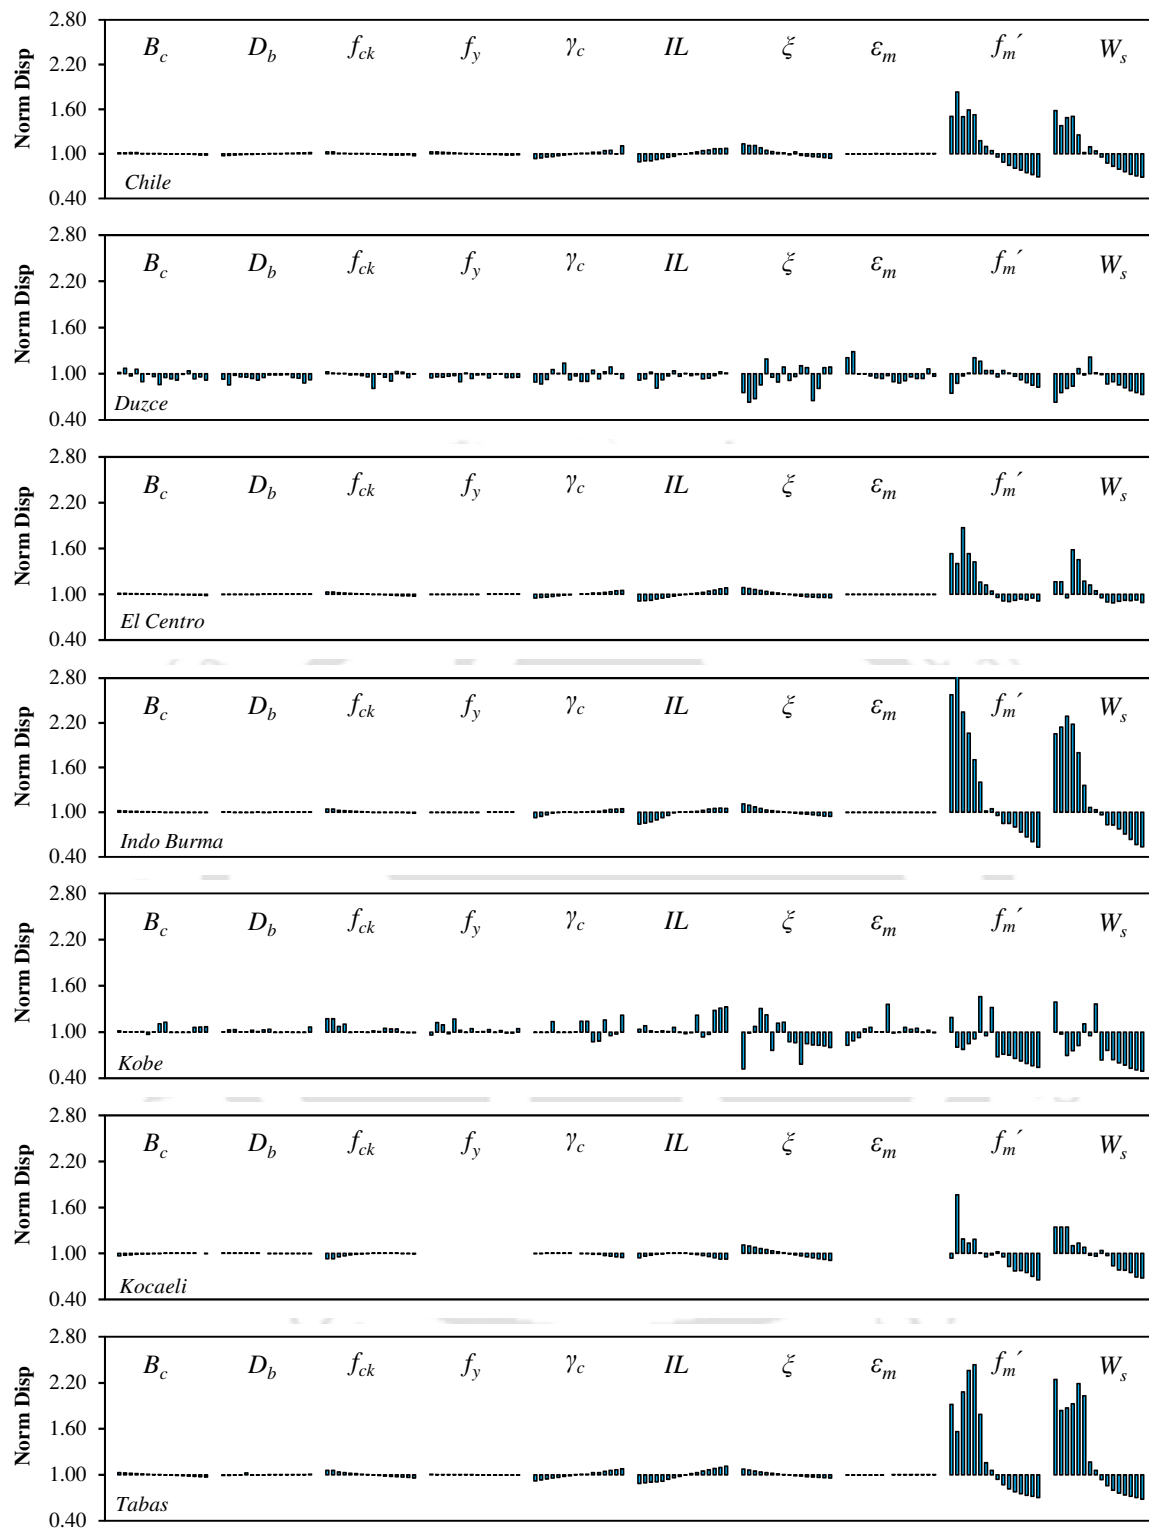 2.80
B_c D_b f_ck f_y γ_c IL ξ ε_m f_m´ W_s
2.20
1.60
1.00
0.40
Norm Disp
Chile
2.80
B_c D_b f_ck f_y γ_c IL ξ ε_m f_m´ W_s
2.20
1.60
1.00
0.40
Norm Disp
Duzce
2.80
B_c D_b f_ck f_y γ_c IL ξ ε_m f_m´ W_s
2.20
1.60
1.00
0.40
Norm Disp
El Centro
2.80
B_c D_b f_ck f_y γ_c IL ξ ε_m f_m´ W_s
2.20
1.60
1.00
0.40
Norm Disp
Indo Burma
2.80
B_c D_b f_ck f_y γ_c IL ξ ε_m f_m´ W_s
2.20
1.60
1.00
0.40
Norm Disp
Kobe
2.80
B_c D_b f_ck f_y γ_c IL ξ ε_m f_m´ W_s
2.20
1.60
1.00
0.40
Norm Disp
Kocaeli
2.80
B_c D_b f_ck f_y γ_c IL ξ ε_m f_m´ W_s
2.20
1.60
1.00
0.40
Norm Disp
Tabas